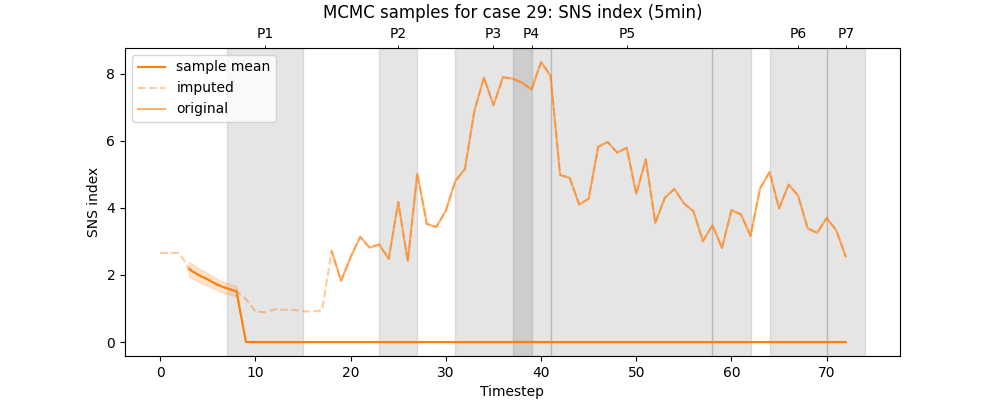 MCMC samples for case 29: SNS index (5min)
P1 P2 P3 P4 P5 P6 P7
sample mean
imputed
original
SNS index
8
6
4
2
0
0 10 20 30 40 50 60 70
Timestep